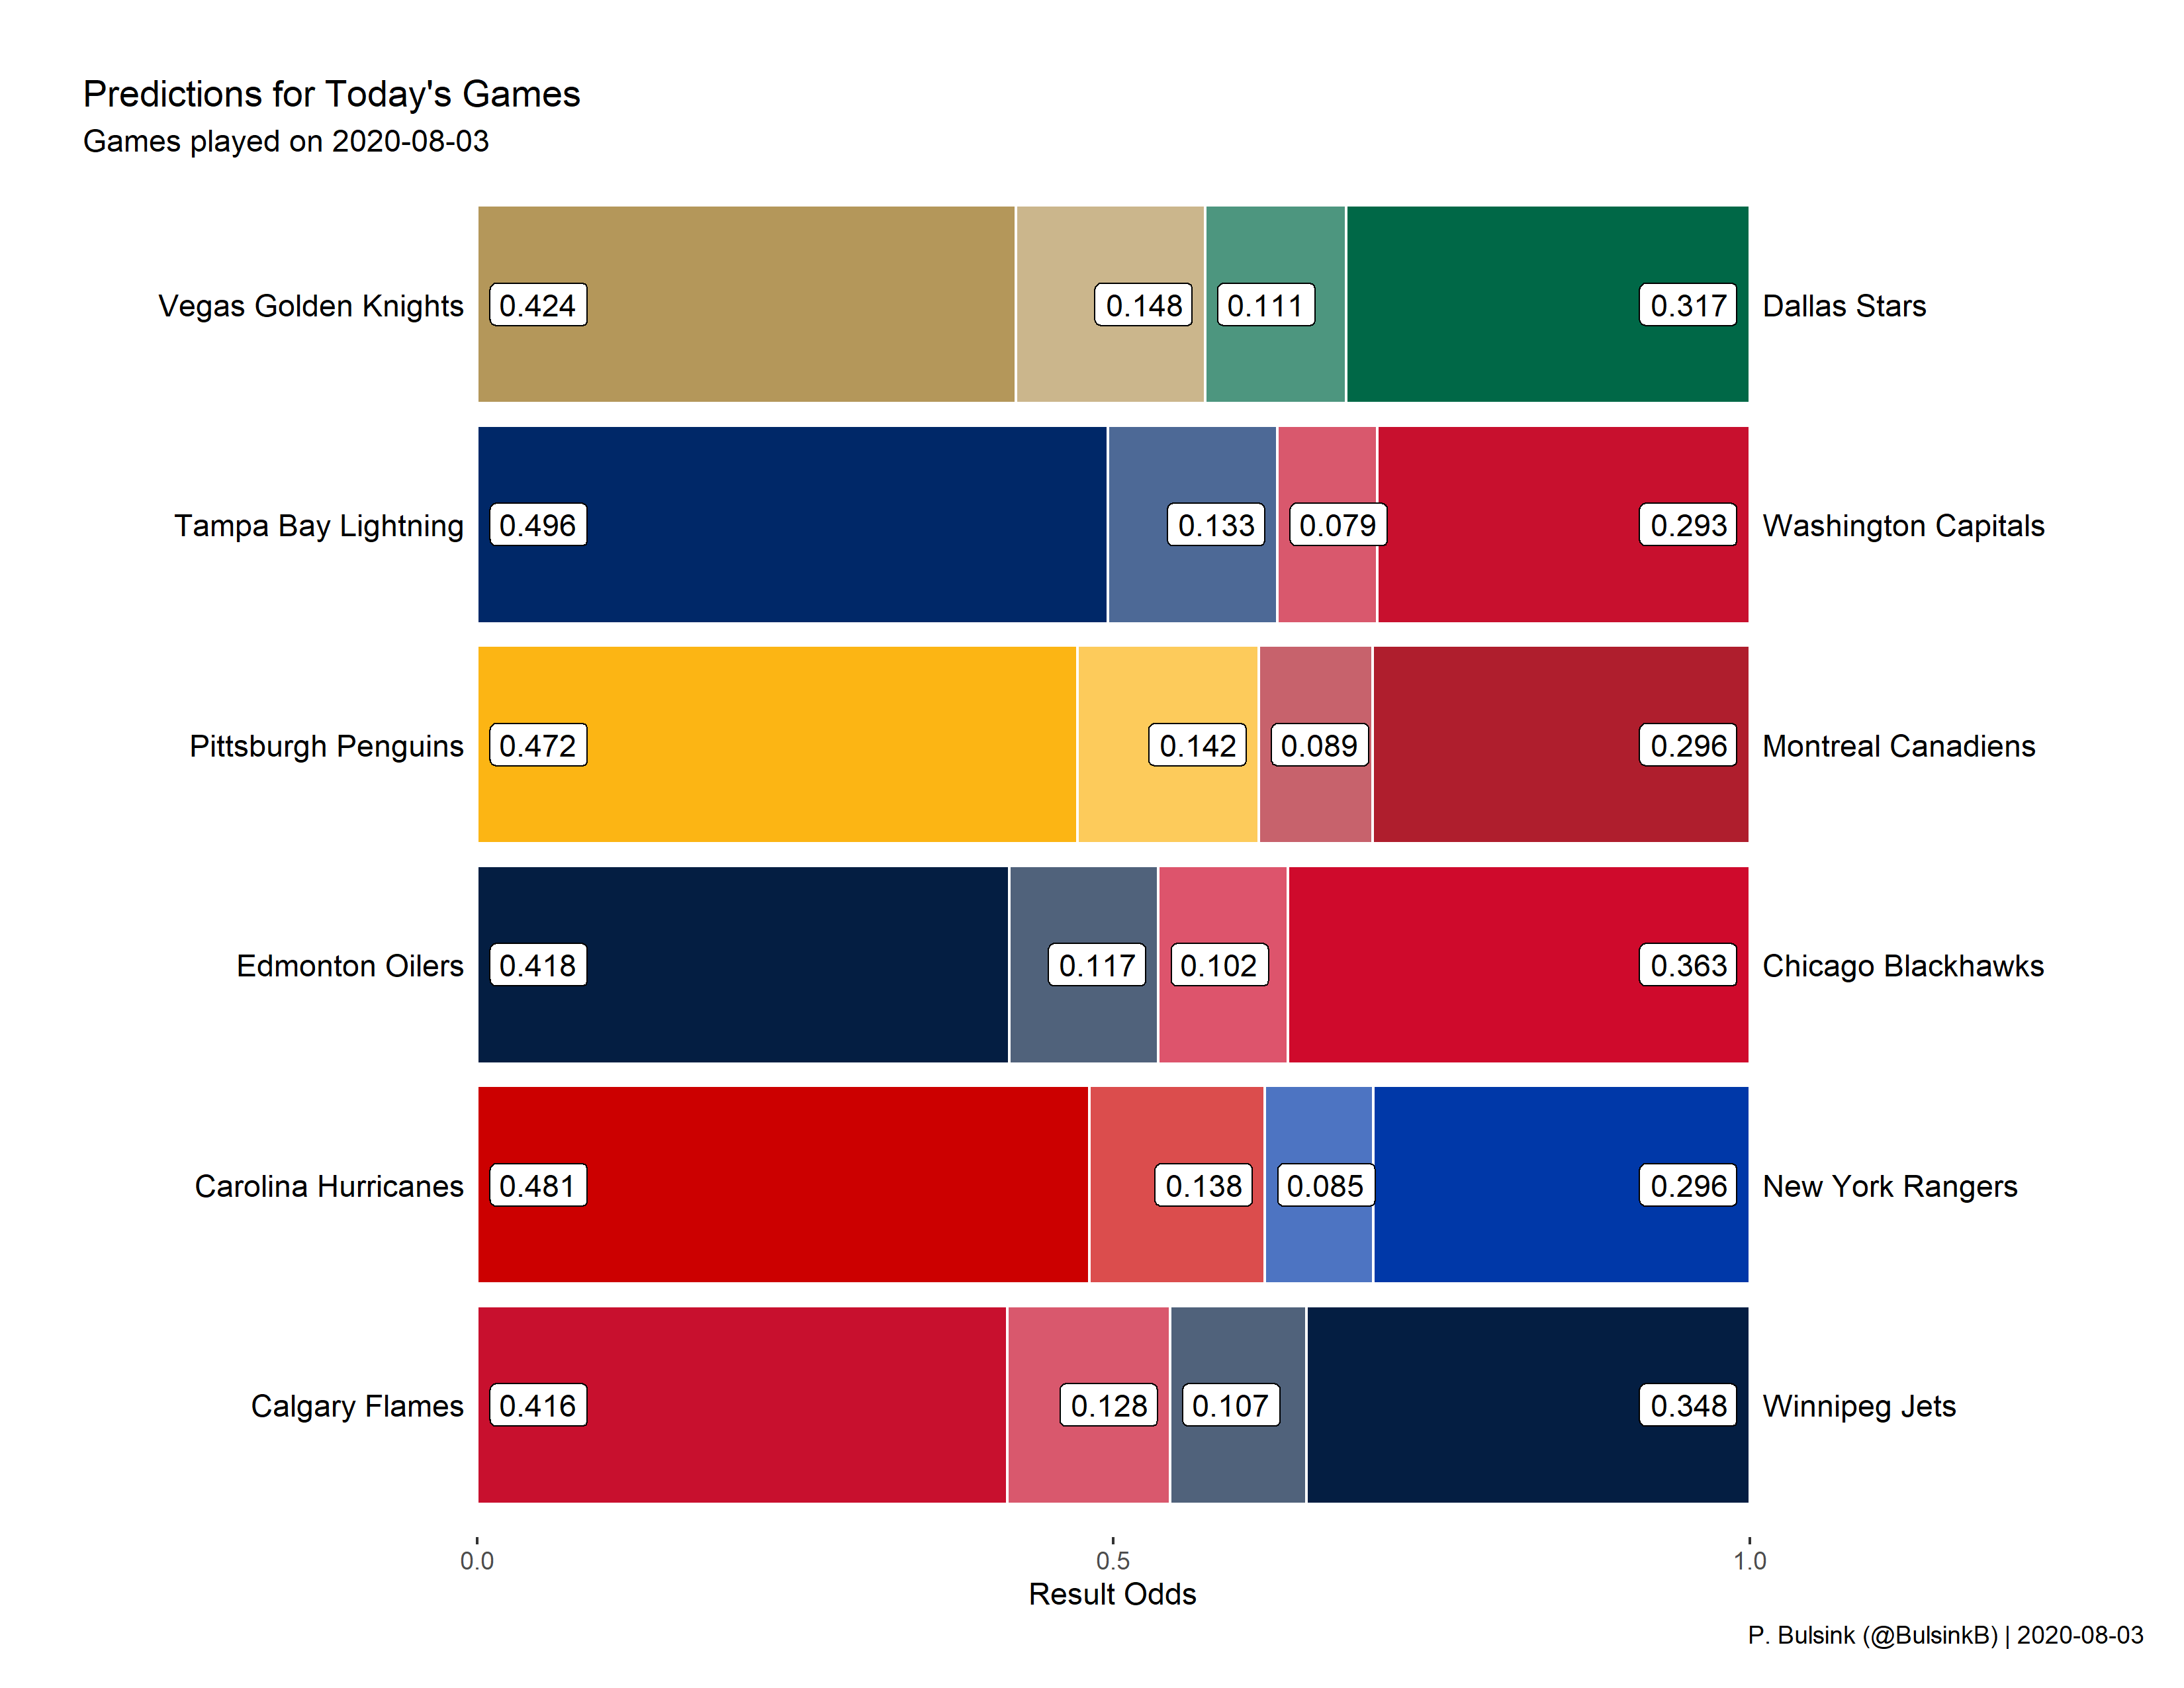 Predictions for Today's Games
Games played on 2020-08-03
Vegas Golden Knights 0.424 0.148 0.111 0.317 Dallas Stars
Tampa Bay Lightning 0.496 0.133 0.079 0.293 Washington Capitals
Pittsburgh Penguins 0.472 0.142 0.089 0.296 Montreal Canadiens
Edmonton Oilers 0.418 0.117 0.102 0.363 Chicago Blackhawks
Carolina Hurricanes 0.481 0.138 0.085 0.296 New York Rangers
Calgary Flames 0.416 0.128 0.107 0.348 Winnipeg Jets
0.0 0.5 1.0
Result Odds
P. Bulsink (@BulsinkB) | 2020-08-03